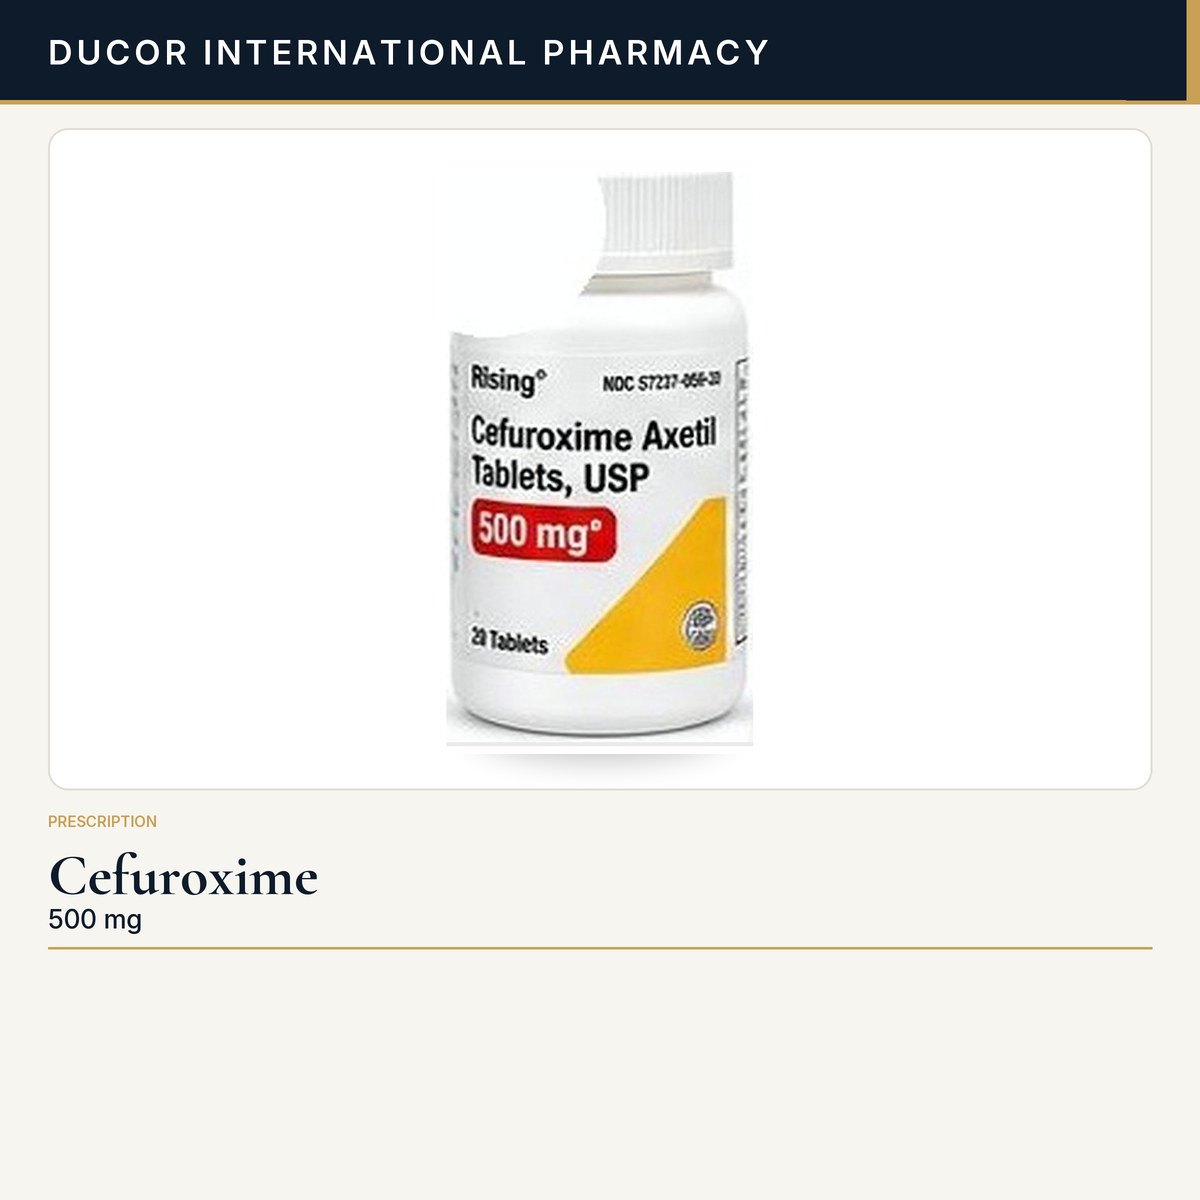 DUCOR INTERNATIONAL PHARMACY
Rising®
NDC 57237-056-20
Cefuroxime Axetil
Tablets, USP
500 mg*
20 Tablets
PRESCRIPTION
Cefuroxime
500 mg